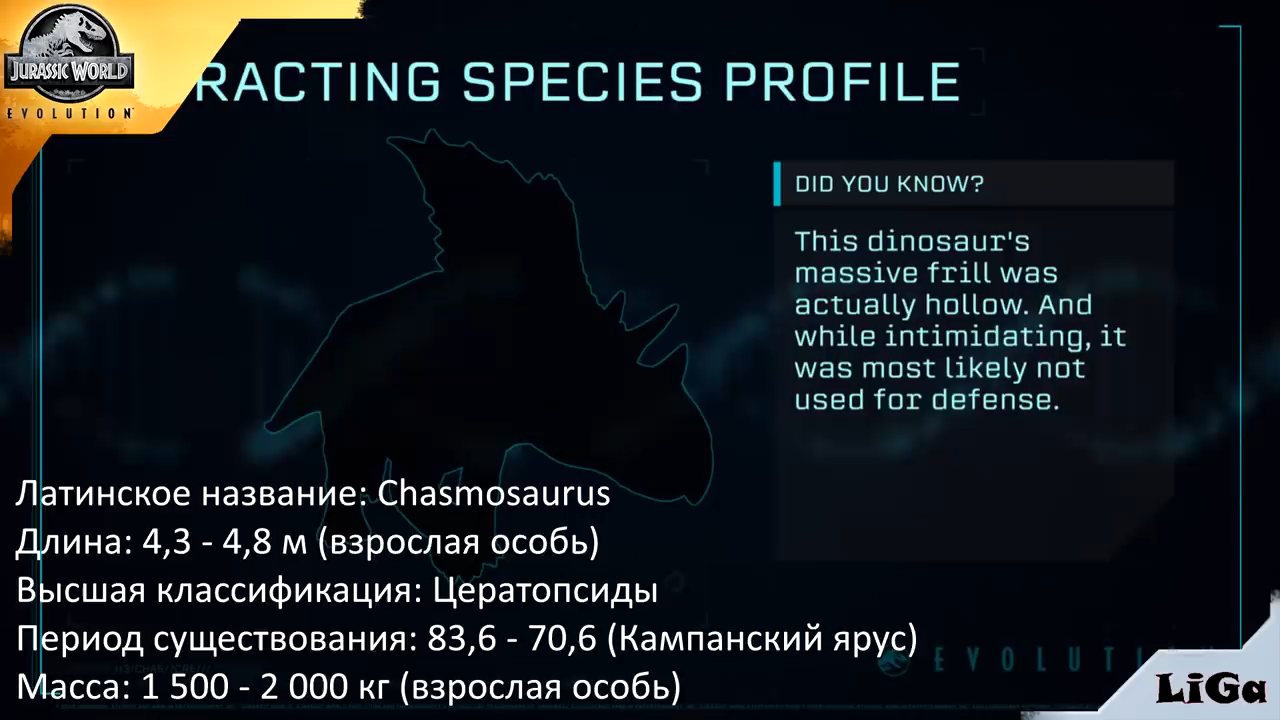 JURASSIC WORLD
EVOLUTION
RACTING SPECIES PROFILE
DID YOU KNOW?
This dinosaur's
massive frill was
actually hollow. And
while intimidating, it
was most likely not
used for defense.
Латинское название: Chasmosaurus
Длина: 4,3 - 4,8 м (взрослая особь)
Высшая классификация: Цератопсиды
Период существования: 83,6 - 70,6 (Кампанский ярус)
Масса: 1 500 - 2 000 кг (взрослая особь)
EVOLUTI
LiGa